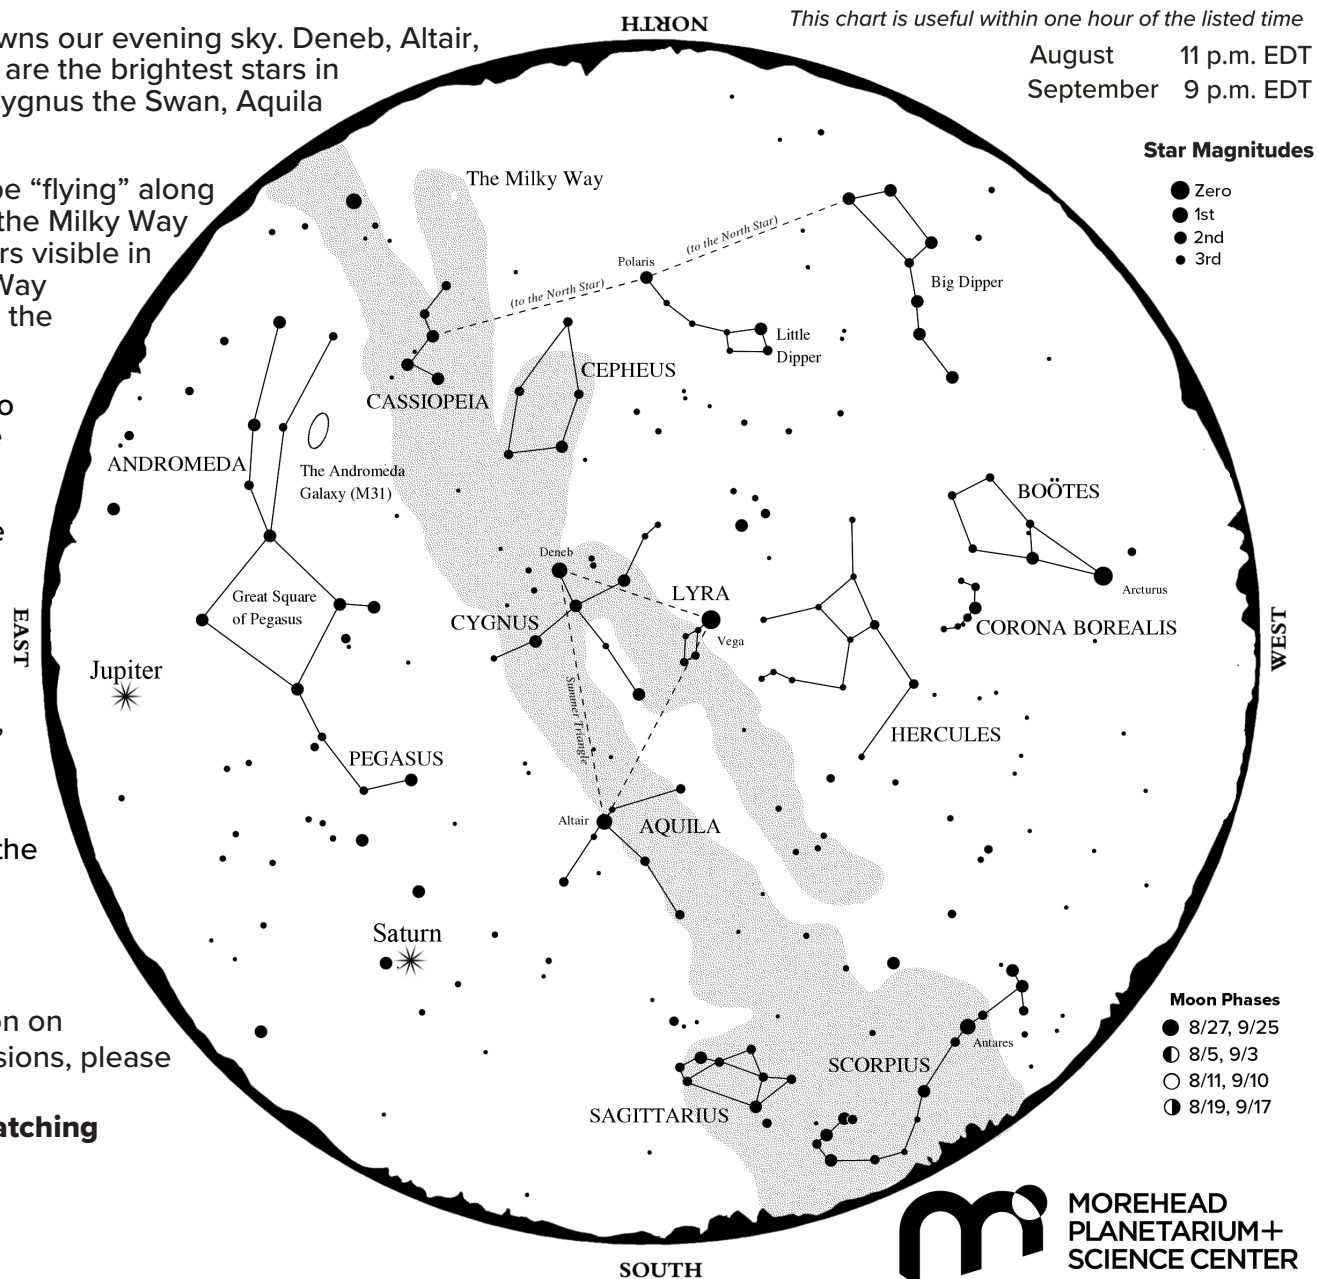 NORTH
This chart is useful within one hour of the listed time
August 11 p.m. EDT
September 9 p.m. EDT
wns our evening sky. Deneb, Altair,
are the brightest stars in
ygnus the Swan, Aquila
be “flying” along
the Milky Way
rs visible in
Way
the
o
e
e
,
the
on on
sions, please
atching
Star Magnitudes
Zero
1st
2nd
3rd
The Milky Way
(to the North Star)
Polaris
(to the North Star)
Big Dipper
Little
Dipper
CEPHEUS
CASSIOPEIA
ANDROMEDA
The Andromeda
Galaxy (M31)
BOÖTES
Arcturus
Deneb
Great Square
of Pegasus
LYRA
Vega
CYGNUS
CORONA BOREALIS
EAST
WEST
Jupiter
Summer Triangle
HERCULES
PEGASUS
Altair
AQUILA
Saturn
Antares
SCORPIUS
SAGITTARIUS
Moon Phases
8/27, 9/25
8/5, 9/3
8/11, 9/10
8/19, 9/17
m
MOREHEAD
PLANETARIUM+
SCIENCE CENTER
SOUTH